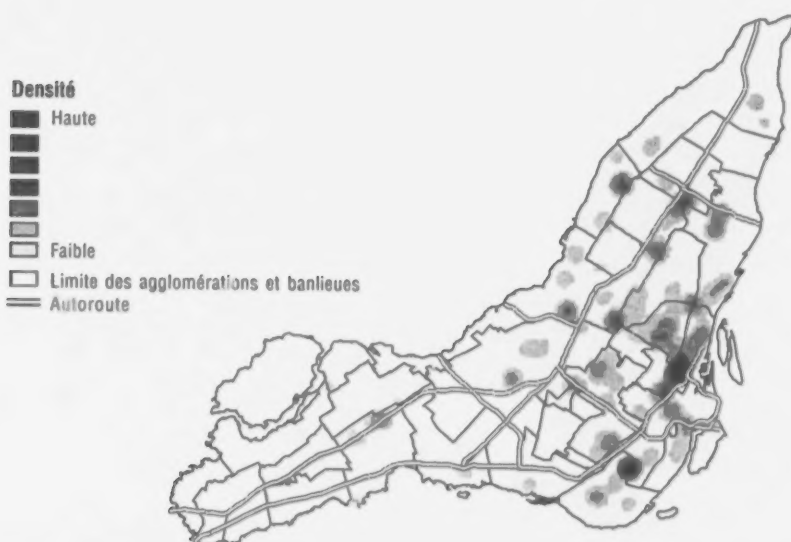 Densité
Haute
Faible
Limite des agglomérations et banlieues
Autoroute